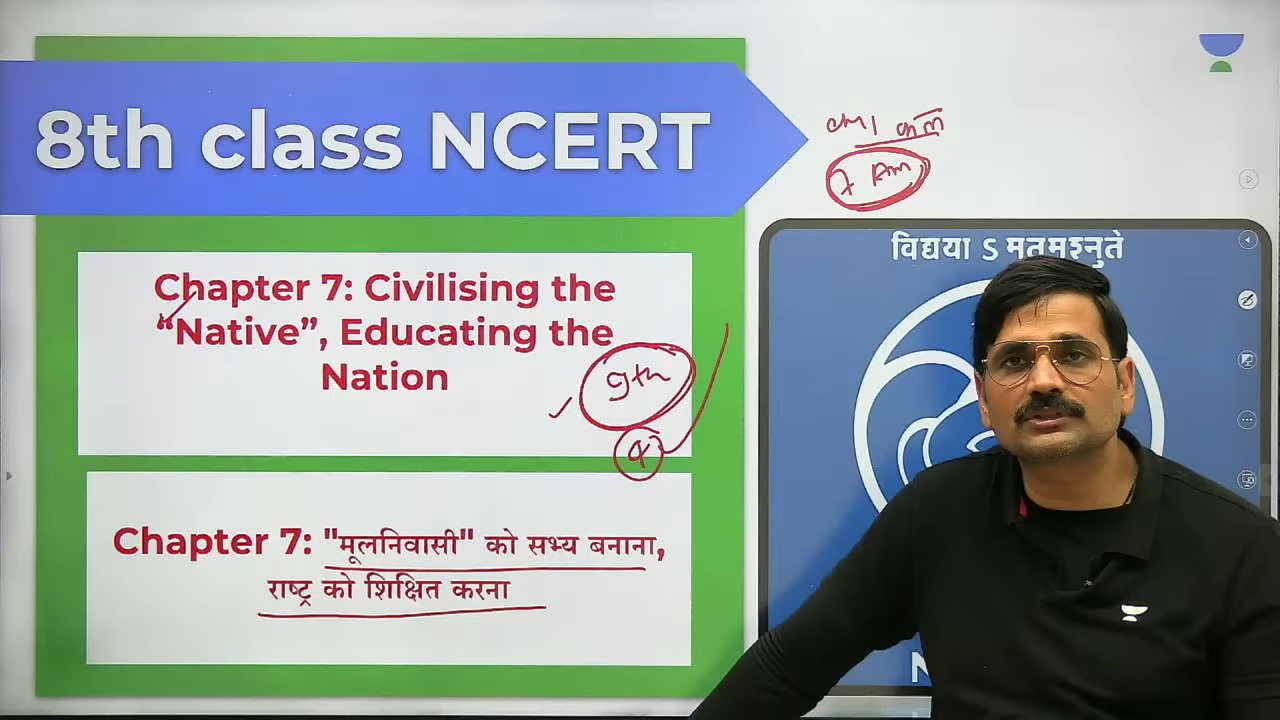 8th class NCERT
Chapter 7: Civilising the
“Native”, Educating the
Nation
9th
Chapter 7: "मूलनिवासी" को सभ्य बनाना,
राष्ट्र को शिक्षित करना
7 Am
विद्यया S मृतमश्नुते
N